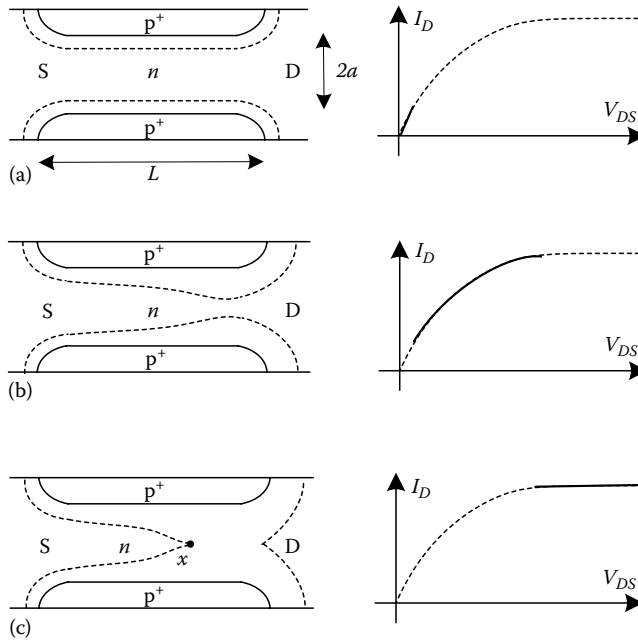 p⁺
I_D
S n D 2a
V_DS
p⁺
(a) L
p⁺
I_D
S n D
V_DS
p⁺
(b)
p⁺
I_D
S n D
x
V_DS
p⁺
(c)